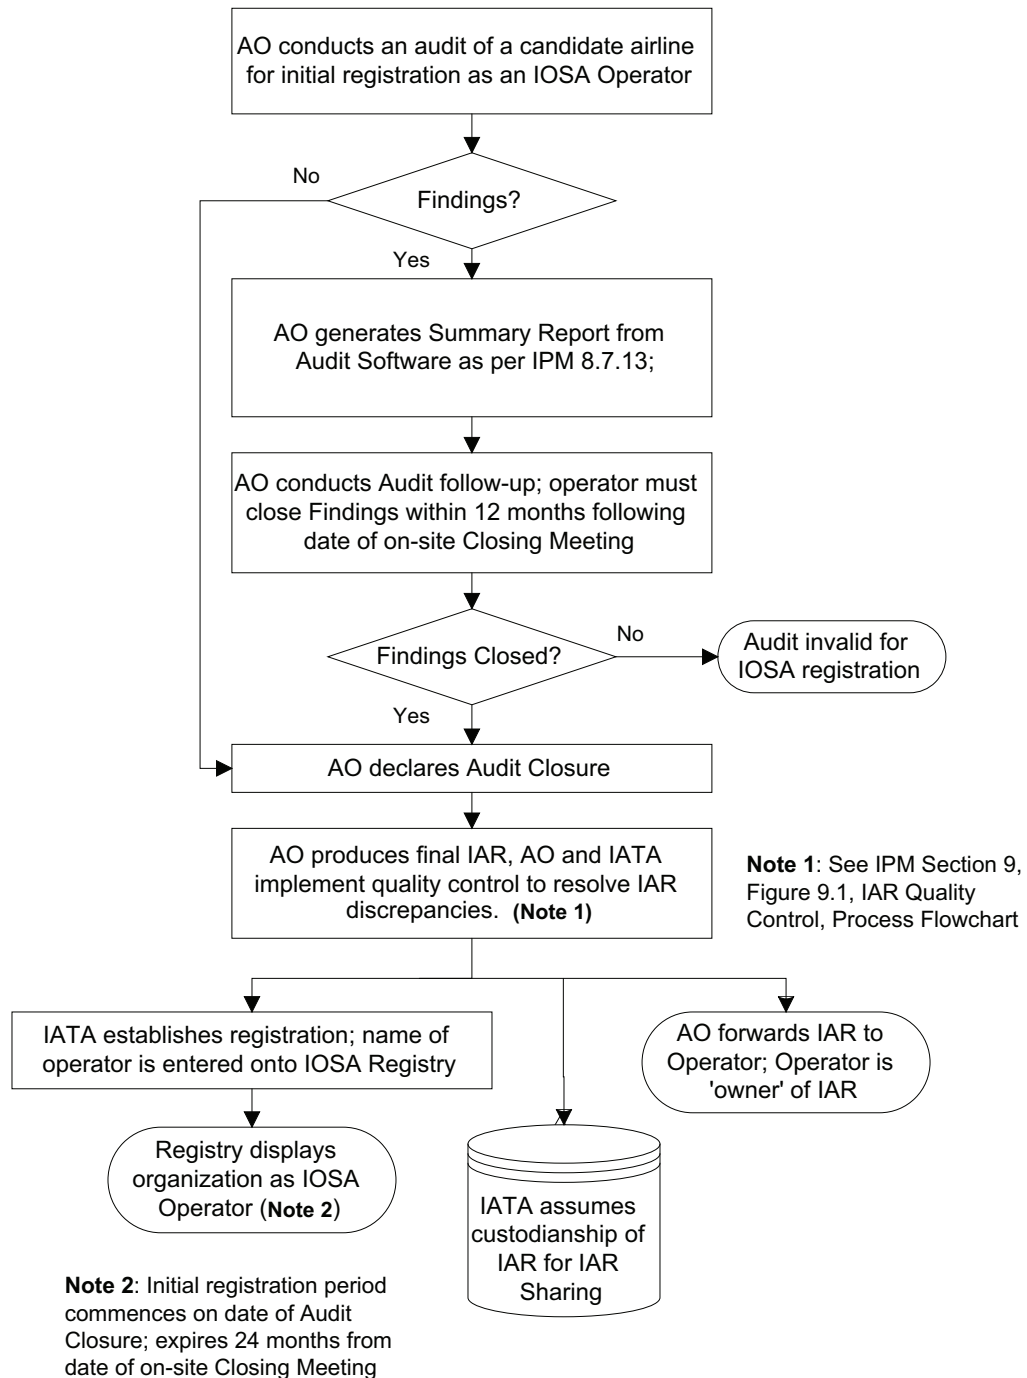 AO conducts an audit of a candidate airline
for initial registration as an IOSA Operator
No
Findings?
Yes
AO generates Summary Report from
Audit Software as per IPM 8.7.13;
AO conducts Audit follow-up; operator must
close Findings within 12 months following
date of on-site Closing Meeting
No
Findings Closed?
Audit invalid for
IOSA registration
Yes
AO declares Audit Closure
AO produces final IAR, AO and IATA
implement quality control to resolve IAR
discrepancies. (Note 1)
Note 1: See IPM Section 9,
Figure 9.1, IAR Quality
Control, Process Flowchart
IATA establishes registration; name of
operator is entered onto IOSA Registry
AO forwards IAR to
Operator; Operator is
'owner' of IAR
Registry displays
organization as IOSA
Operator (Note 2)
IATA assumes
custodianship of
IAR for IAR
Sharing
Note 2: Initial registration period
commences on date of Audit
Closure; expires 24 months from
date of on-site Closing Meeting